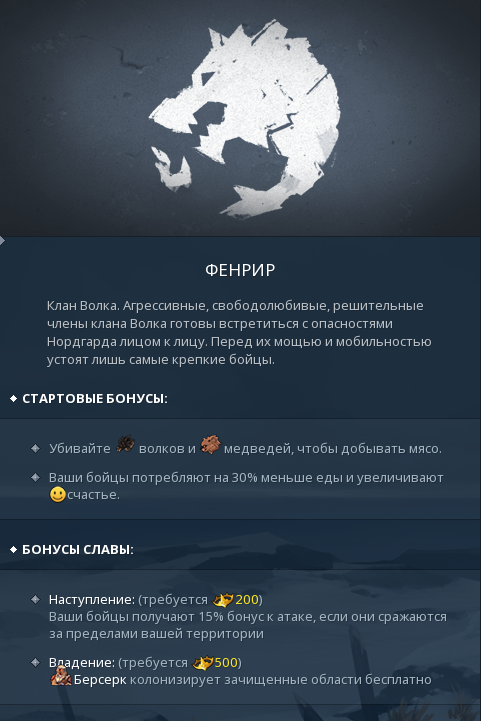 ФЕНРИР
Клан Волка. Агрессивные, свободолюбивые, решительные
члены клана Волка готовы встретиться с опасностями
Нордгарда лицом к лицу. Перед их мощью и мобильностью
устоят лишь самые крепкие бойцы.
СТАРТОВЫЕ БОНУСЫ:
Убивайте волков и медведей, чтобы добывать мясо.
Ваши бойцы потребляют на 30% меньше еды и увеличивают
счастье.
БОНУСЫ СЛАВЫ:
Наступление: (требуется 200)
Ваши бойцы получают 15% бонус к атаке, если они сражаются
за пределами вашей территории
Владение: (требуется 500)
Берсерк колонизирует зачищенные области бесплатно